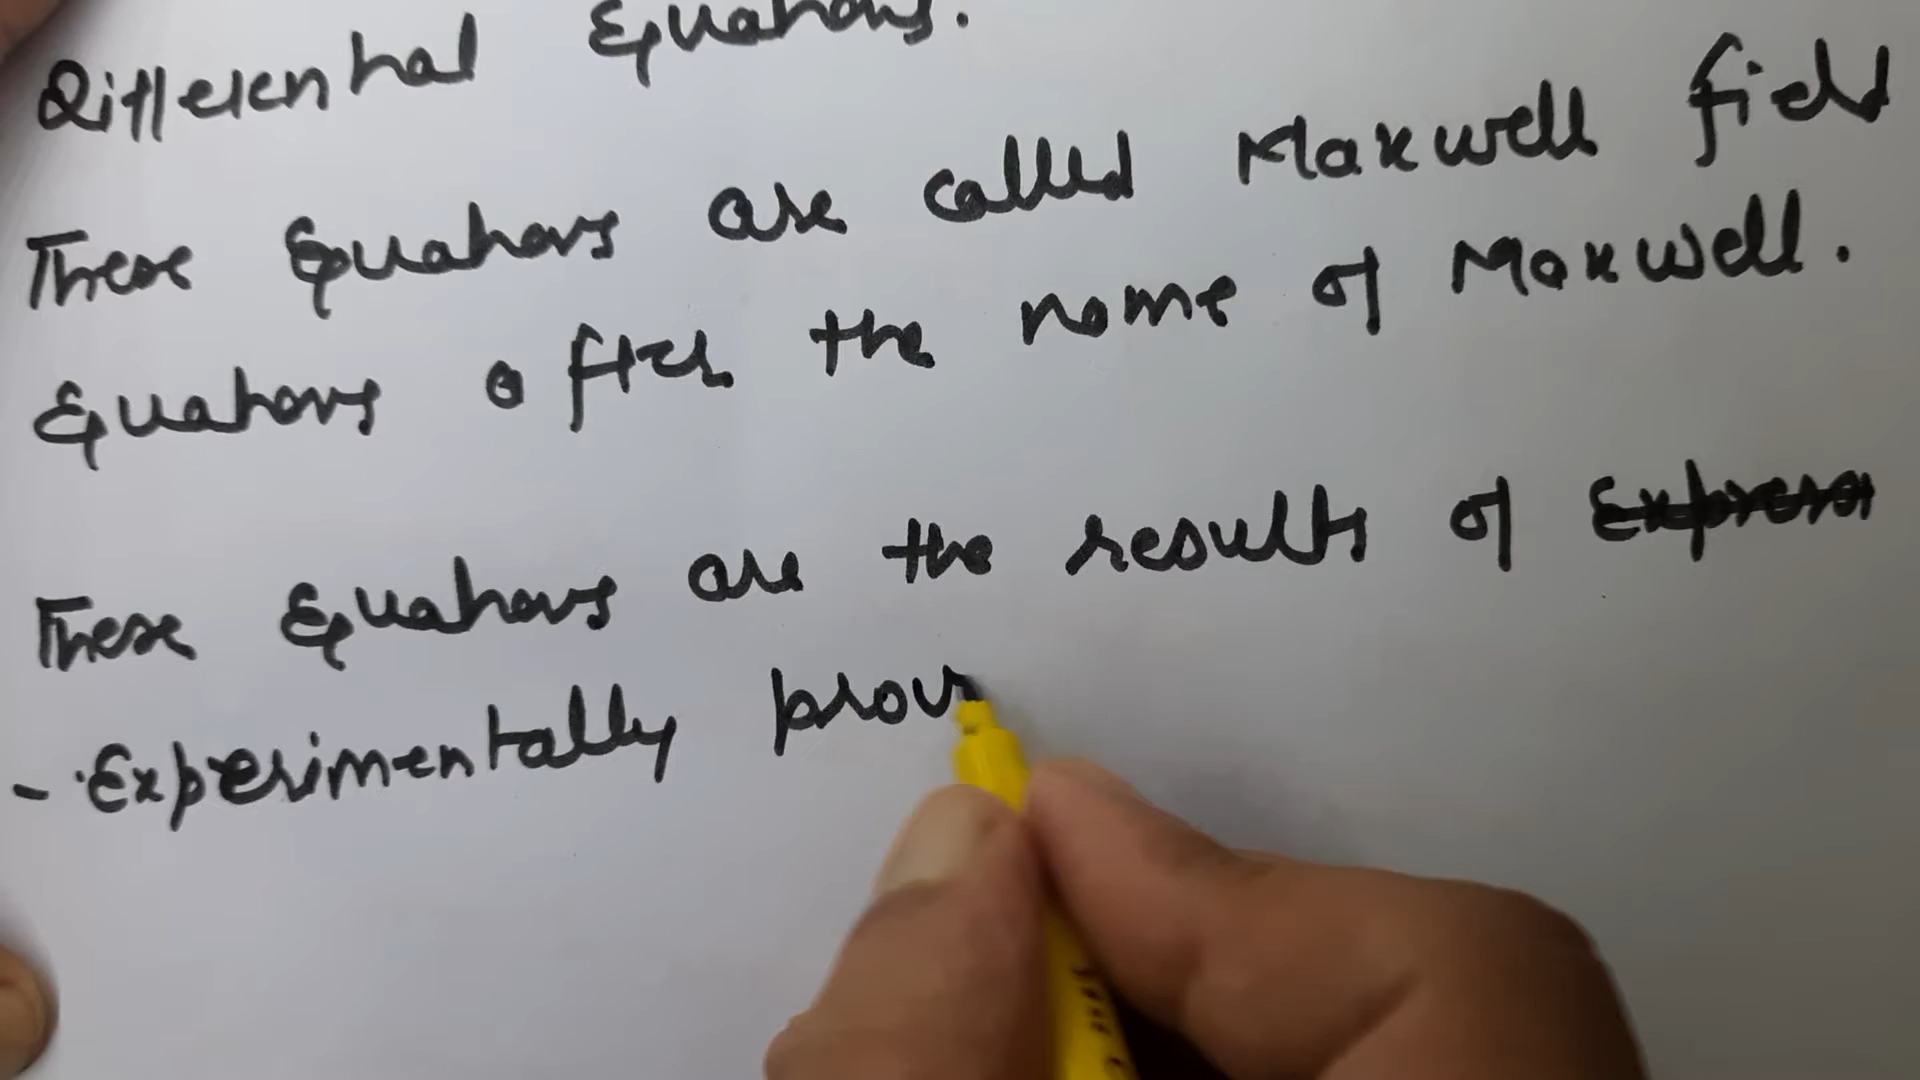 Differential Equations.
These Equations are called Maxwell field
Equations after the name of Maxwell.
These Equations are the results of
- Experimentally prov